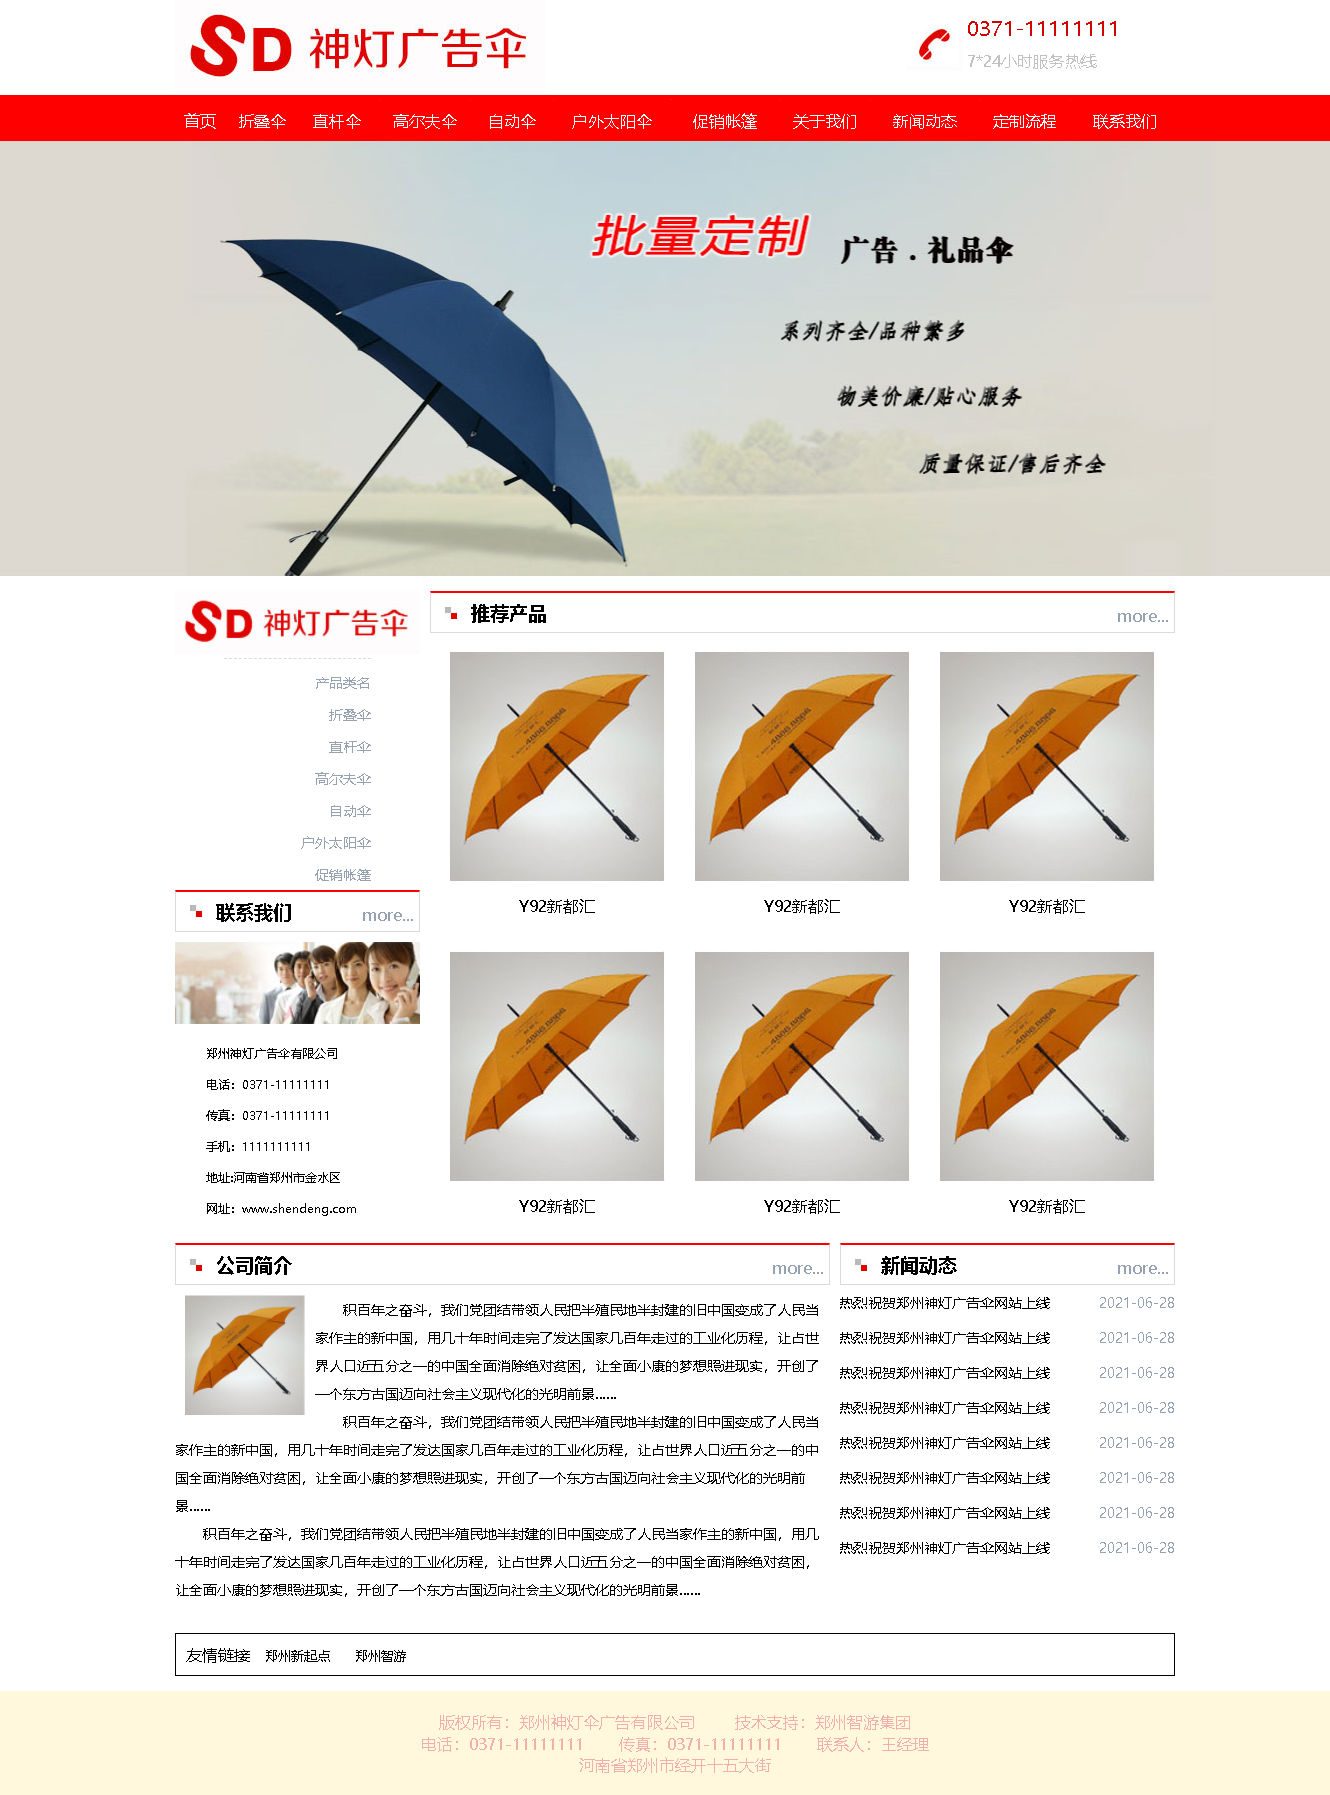 SD 神灯广告伞
0371-11111111
7*24小时服务热线
首页 折叠伞 直杆伞 高尔夫伞 自动伞 户外太阳伞 促销帐篷 关于我们 新闻动态 定制流程 联系我们
批量定制 广告．礼品伞
系列齐全/品种繁多
物美价廉/贴心服务
质量保证/售后齐全
SD 神灯广告伞
产品类名
折叠伞
直杆伞
高尔夫伞
自动伞
户外太阳伞
促销帐篷
联系我们 more...
郑州神灯广告伞有限公司
电话：0371-11111111
传真：0371-11111111
手机：1111111111
地址:河南省郑州市金水区
网址：www.shendeng.com
推荐产品 more...
Y92新都汇 Y92新都汇 Y92新都汇
Y92新都汇 Y92新都汇 Y92新都汇
公司简介 more...
积百年之奋斗，我们党团结带领人民把半殖民地半封建的旧中国变成了人民当
家作主的新中国，用几十年时间走完了发达国家几百年走过的工业化历程，让占世
界人口近五分之一的中国全面消除绝对贫困，让全面小康的梦想照进现实，开创了
一个东方古国迈向社会主义现代化的光明前景......
积百年之奋斗，我们党团结带领人民把半殖民地半封建的旧中国变成了人民当
家作主的新中国，用几十年时间走完了发达国家几百年走过的工业化历程，让占世界人口近五分之一的中
国全面消除绝对贫困，让全面小康的梦想照进现实，开创了一个东方古国迈向社会主义现代化的光明前
景......
积百年之奋斗，我们党团结带领人民把半殖民地半封建的旧中国变成了人民当家作主的新中国，用几
十年时间走完了发达国家几百年走过的工业化历程，让占世界人口近五分之一的中国全面消除绝对贫困，
让全面小康的梦想照进现实，开创了一个东方古国迈向社会主义现代化的光明前景......
新闻动态 more...
热烈祝贺郑州神灯广告伞网站上线 2021-06-28
热烈祝贺郑州神灯广告伞网站上线 2021-06-28
热烈祝贺郑州神灯广告伞网站上线 2021-06-28
热烈祝贺郑州神灯广告伞网站上线 2021-06-28
热烈祝贺郑州神灯广告伞网站上线 2021-06-28
热烈祝贺郑州神灯广告伞网站上线 2021-06-28
热烈祝贺郑州神灯广告伞网站上线 2021-06-28
热烈祝贺郑州神灯广告伞网站上线 2021-06-28
友情链接 郑州新起点 郑州智游
版权所有：郑州神灯伞广告有限公司 技术支持：郑州智游集团
电话：0371-11111111 传真：0371-11111111 联系人：王经理
河南省郑州市经开十五大街